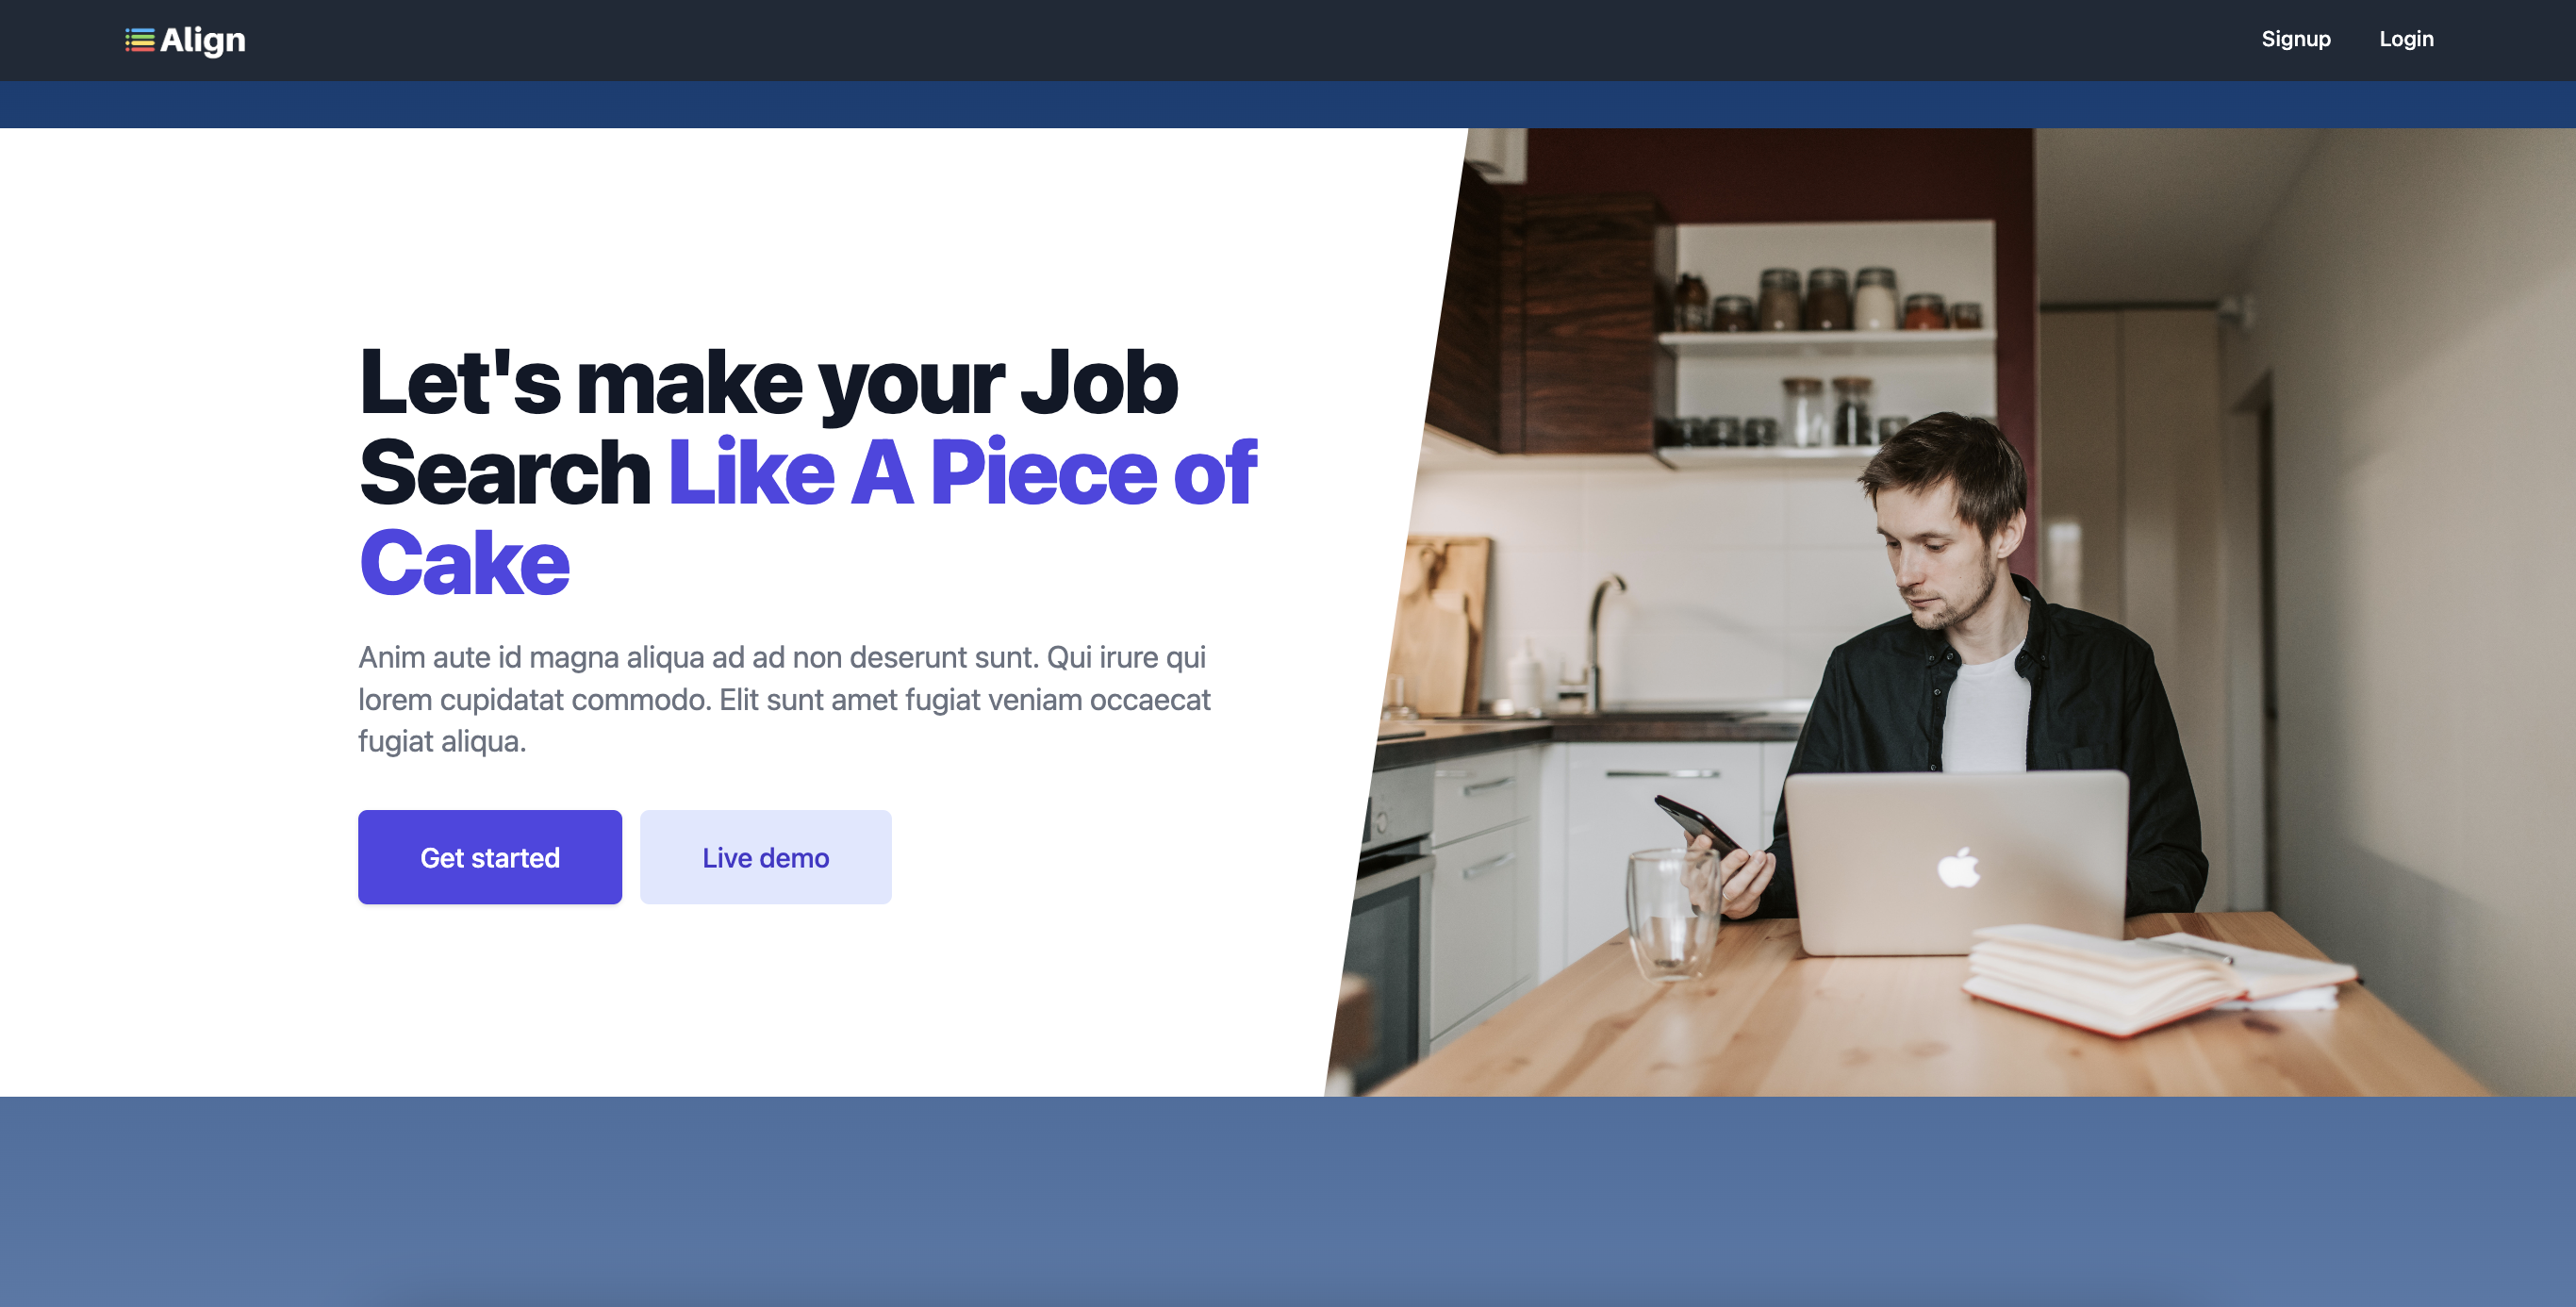 Align
Signup
Login
Let's make your Job
Search Like A Piece of
Cake
Anim aute id magna aliqua ad ad non deserunt sunt. Qui irure qui
lorem cupidatat commodo. Elit sunt amet fugiat veniam occaecat
fugiat aliqua.
Get started
Live demo